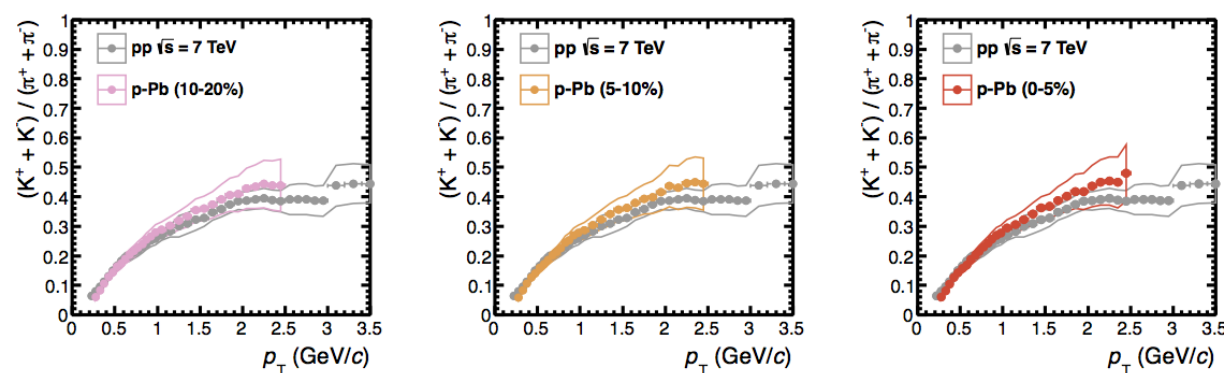 (K⁺ + K⁻) / (π⁺ + π⁻)
1
0.9
0.8
0.7
0.6
0.5
0.4
0.3
0.2
0.1
0
pp √s = 7 TeV
p-Pb (10-20%)
0 0.5 1 1.5 2 2.5 3 3.5
p_T (GeV/c)
(K⁺ + K⁻) / (π⁺ + π⁻)
1
0.9
0.8
0.7
0.6
0.5
0.4
0.3
0.2
0.1
0
pp √s = 7 TeV
p-Pb (5-10%)
0 0.5 1 1.5 2 2.5 3 3.5
p_T (GeV/c)
(K⁺ + K⁻) / (π⁺ + π⁻)
1
0.9
0.8
0.7
0.6
0.5
0.4
0.3
0.2
0.1
0
pp √s = 7 TeV
p-Pb (0-5%)
0 0.5 1 1.5 2 2.5 3 3.5
p_T (GeV/c)